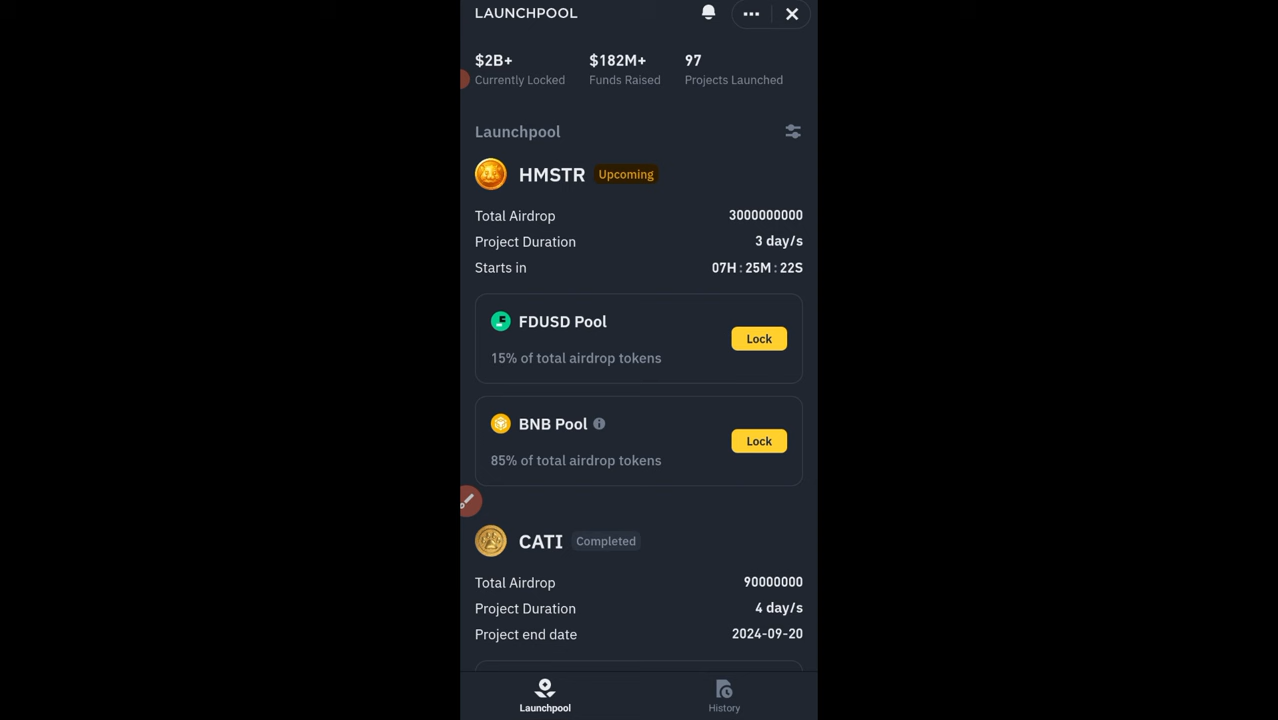 LAUNCHPOOL
$2B+ $182M+ 97
Currently Locked Funds Raised Projects Launched
Launchpool
HMSTR Upcoming
Total Airdrop 3000000000
Project Duration 3 day/s
Starts in 07H : 25M : 22S
FDUSD Pool
Lock
15% of total airdrop tokens
BNB Pool
Lock
85% of total airdrop tokens
CATI Completed
Total Airdrop 90000000
Project Duration 4 day/s
Project end date 2024-09-20
Launchpool History